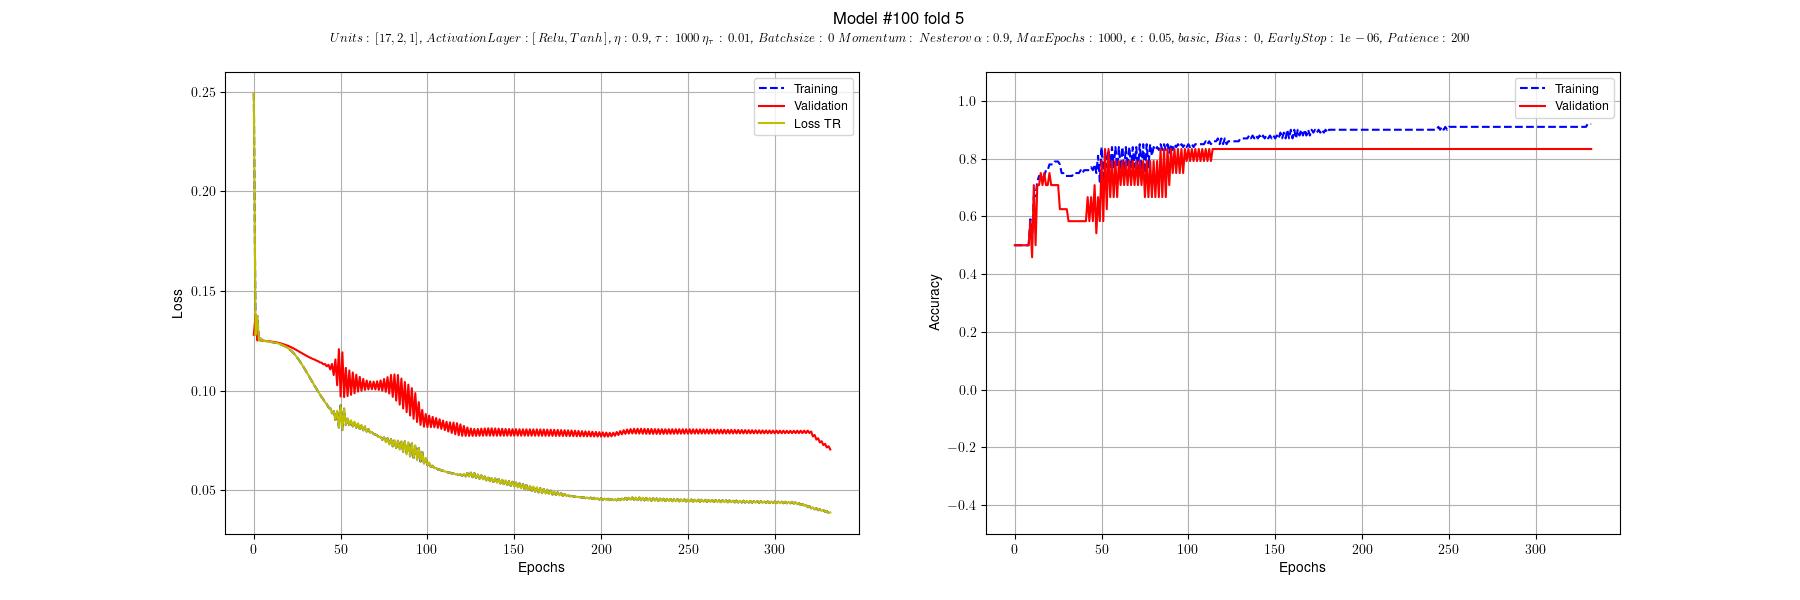 Model #100 fold 5
Units : [17, 2, 1], ActivationLayer : [Relu, Tanh], η : 0.9, τ : 1000 ητ : 0.01, Batchsize : 0 Momentum : Nesterov α : 0.9, MaxEpochs : 1000, ϵ : 0.05, basic, Bias : 0, EarlyStop : 1e − 06, Patience : 200
Training
Validation
Loss TR
0.25
0.20
0.15
0.10
0.05
Loss
0 50 100 150 200 250 300
Epochs
Training
Validation
1.0
0.8
0.6
0.4
0.2
0.0
−0.2
−0.4
Accuracy
0 50 100 150 200 250 300
Epochs